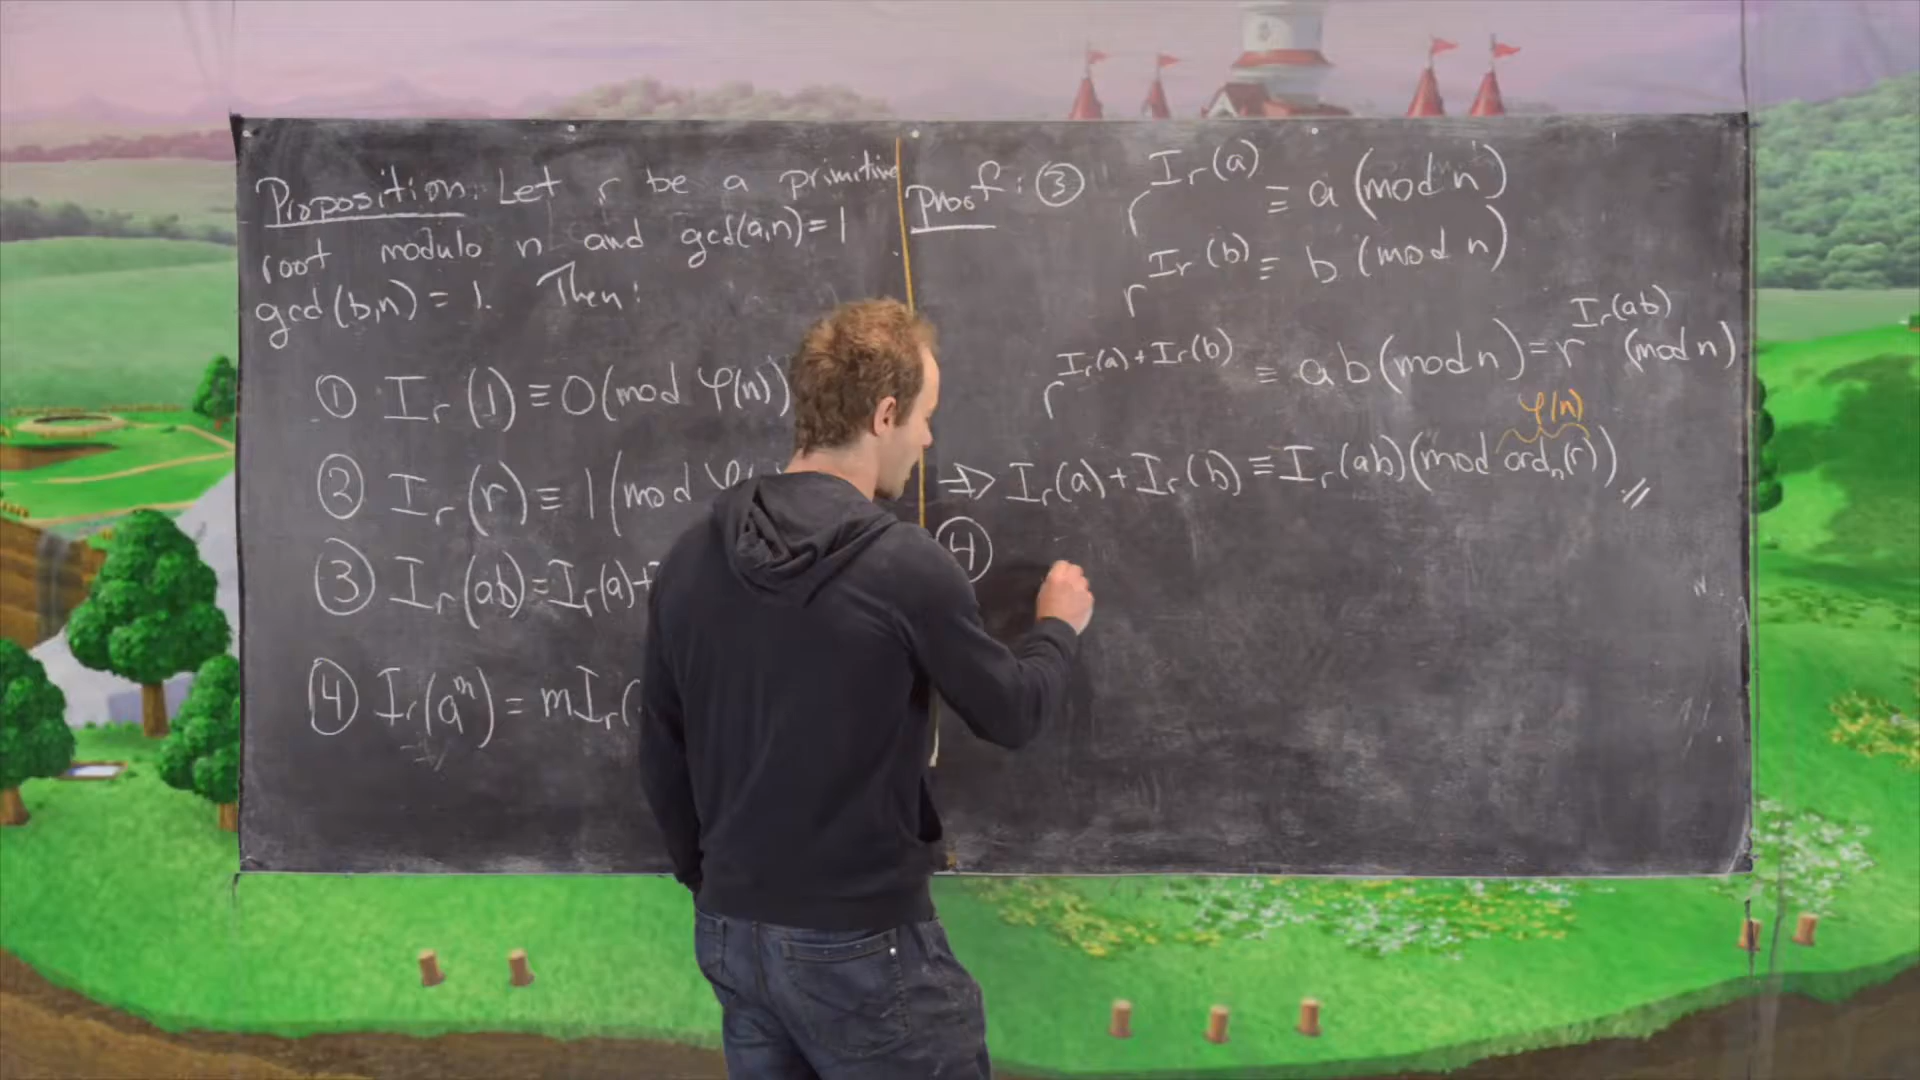 Proposition: Let r be a primitive
root modulo n and gcd(a,n)=1
gcd(b,n) = 1. Then:
① I_r(1) ≡ 0(mod φ(n))
② I_r(r) ≡ 1(mod φ
③ I_r(ab)≡I_r(a)+
④ I_r(a^m) = mI_r(
Proof: ③ r^{I_r(a)} ≡ a (mod n)
r^{I_r(b)} ≡ b (mod n)
r^{I_r(a)+I_r(b)} ≡ ab(mod n)=r^{I_r(ab)} (mod n)
φ(n)
⇒ I_r(a)+I_r(b)≡I_r(ab)(mod ord_n(r)).//
④